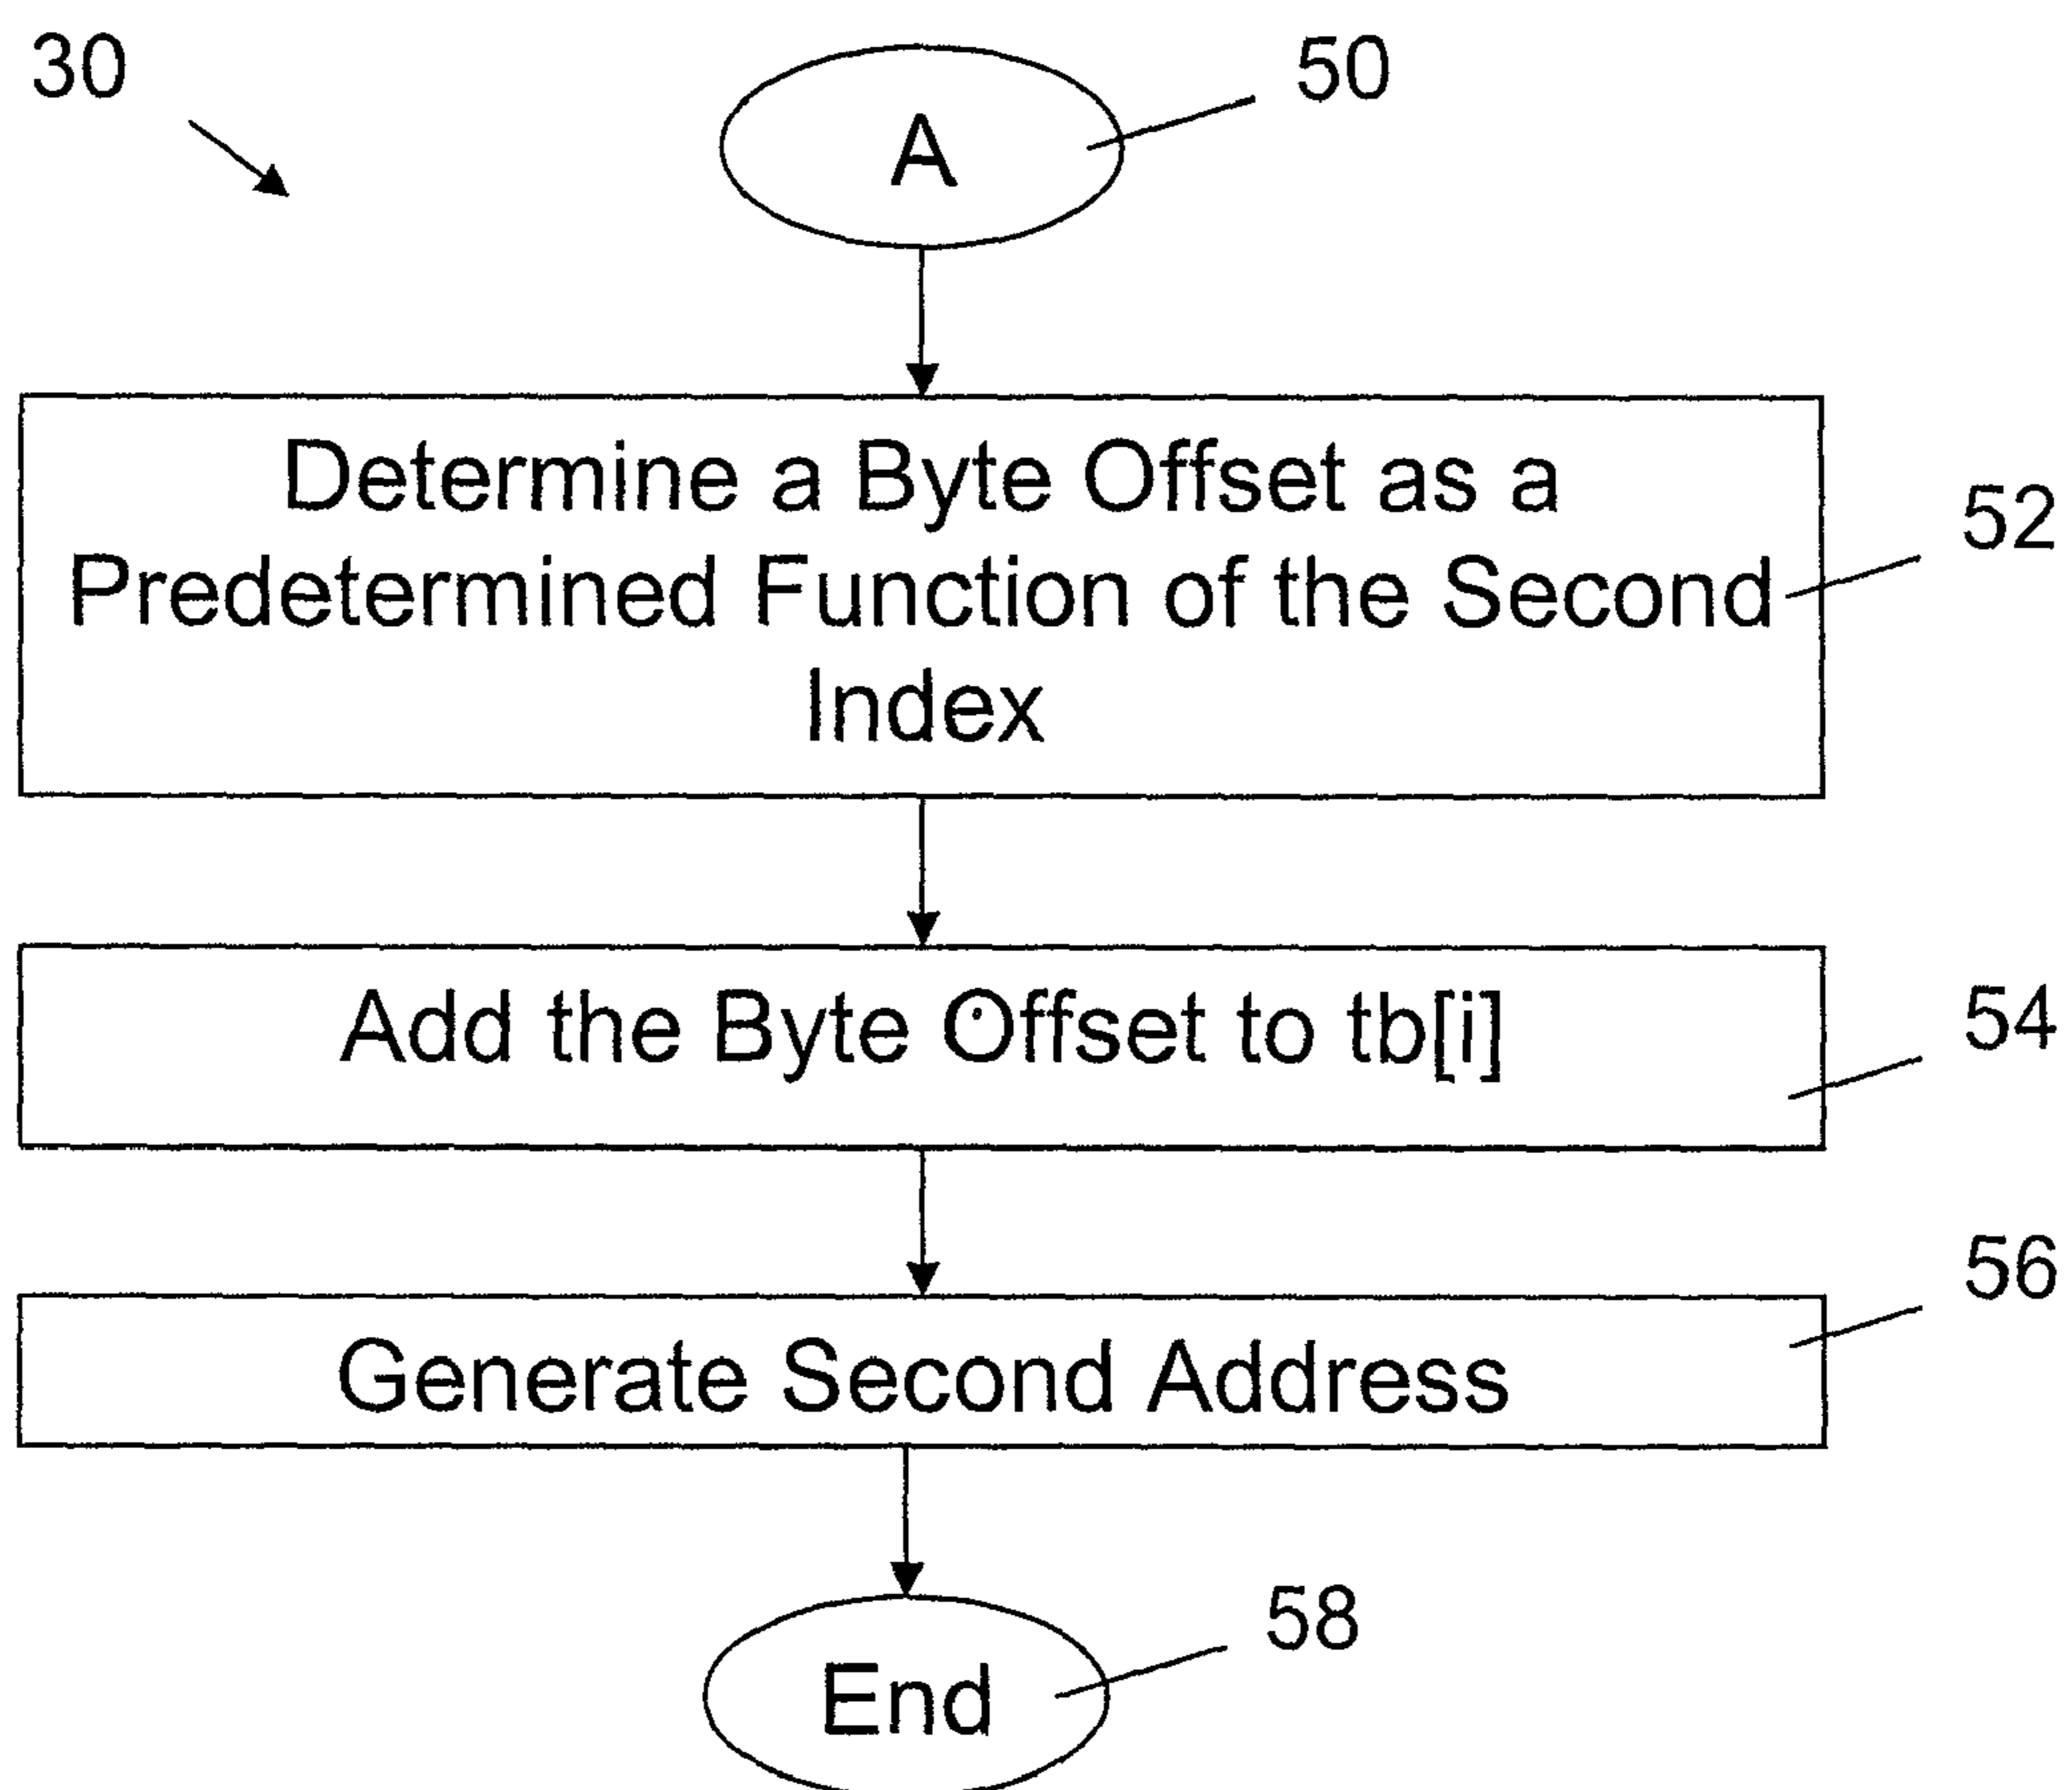 30
A
50
Determine a Byte Offset as a
Predetermined Function of the Second
Index
52
Add the Byte Offset to tb[i]
54
56
Generate Second Address
58
End